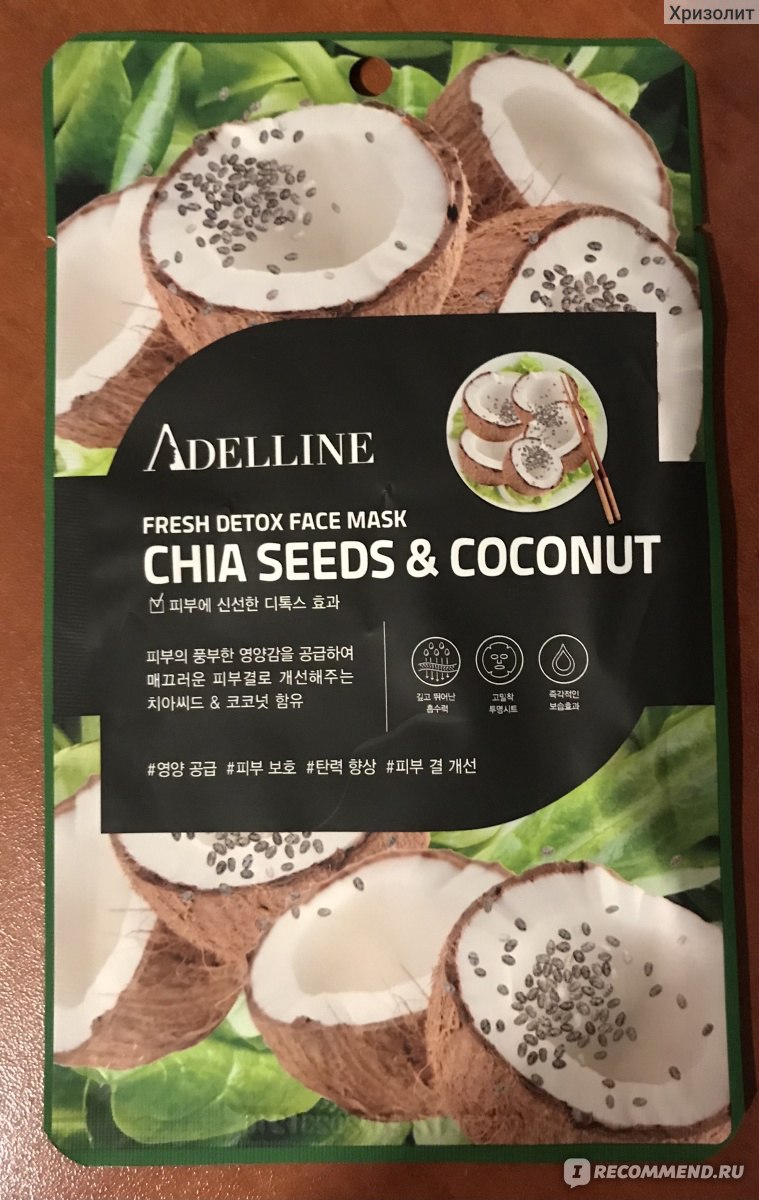 Хризолит
ADELLINE
FRESH DETOX FACE MASK
CHIA SEEDS & COCONUT
피부에 신선한 디톡스 효과
피부의 풍부한 영양감을 공급하여
매끄러운 피부결로 개선해주는
치아씨드 & 코코넛 함유
깊고 뛰어난
흡수력
고밀착
투명시트
즉각적인
보습효과
#영양 공급 #피부 보호 #탄력 향상 #피부 결 개선
I RECOMMEND.RU